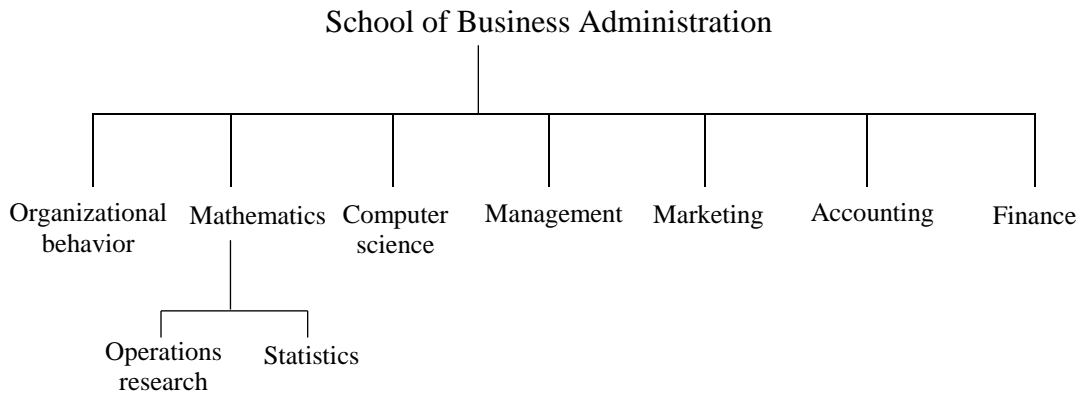 School of Business Administration
Organizational
behavior
Mathematics
Computer
science
Management
Marketing
Accounting
Finance
Operations
research
Statistics